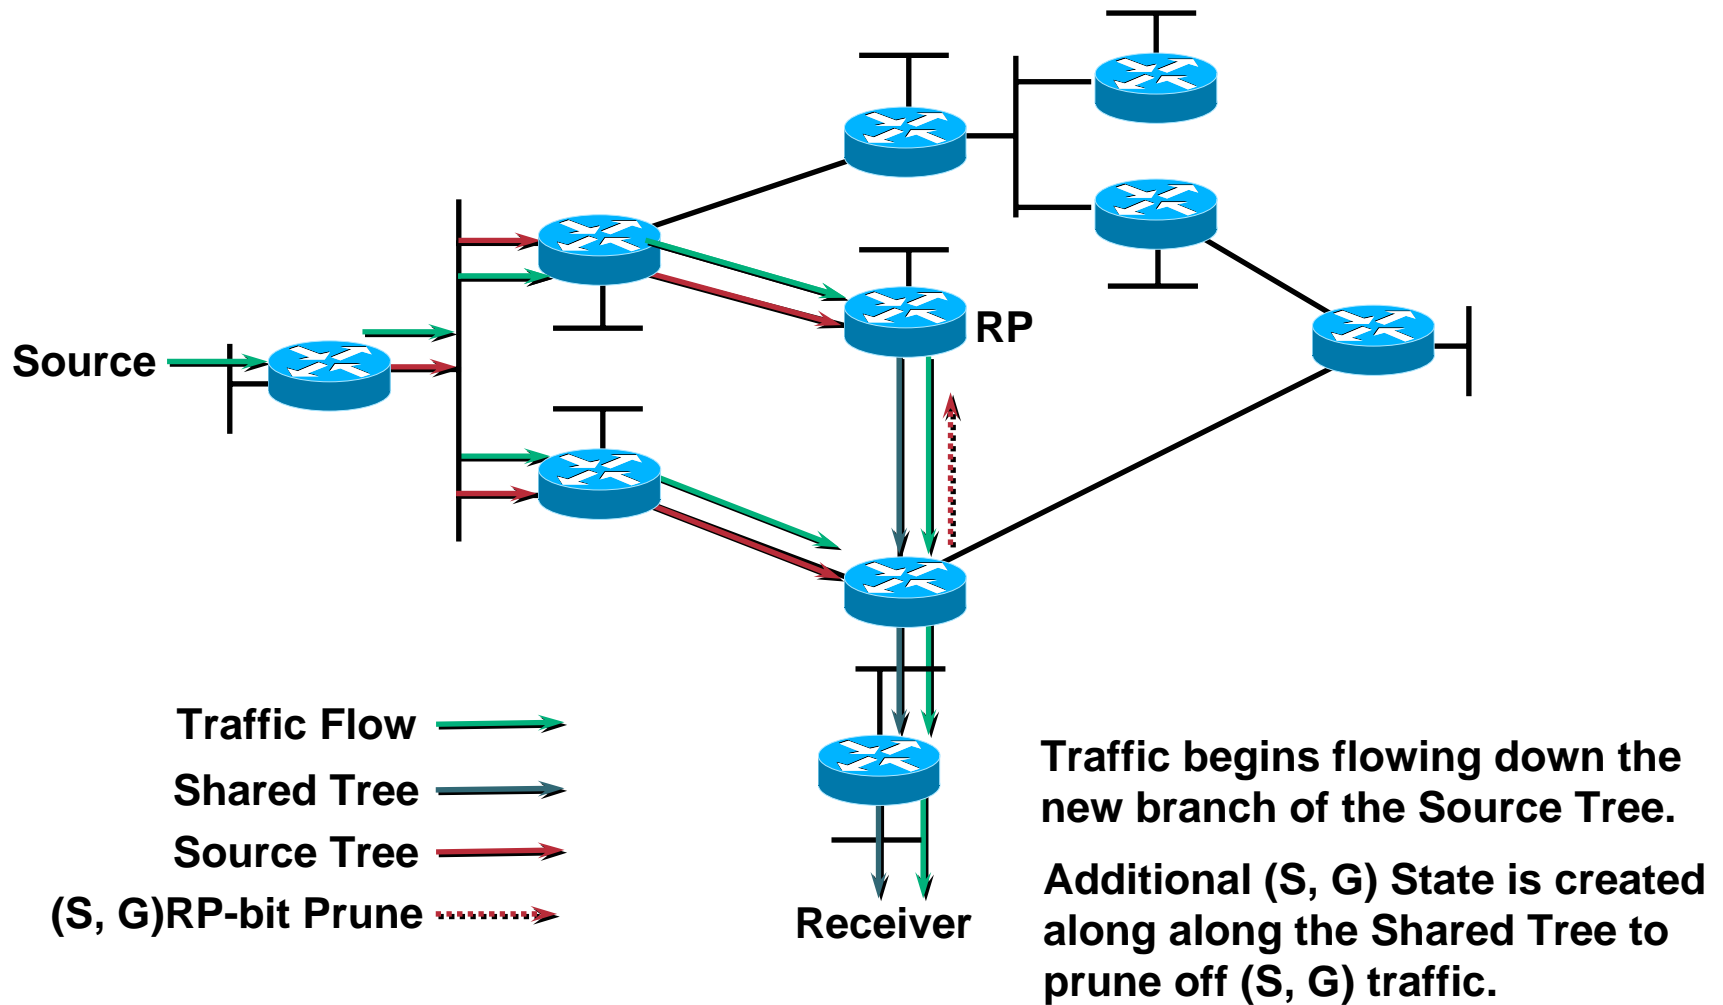 RP
Source
Traffic Flow
Shared Tree
Source Tree
(S, G)RP-bit Prune
Receiver
Traffic begins flowing down the
new branch of the Source Tree.
Additional (S, G) State is created
along along the Shared Tree to
prune off (S, G) traffic.